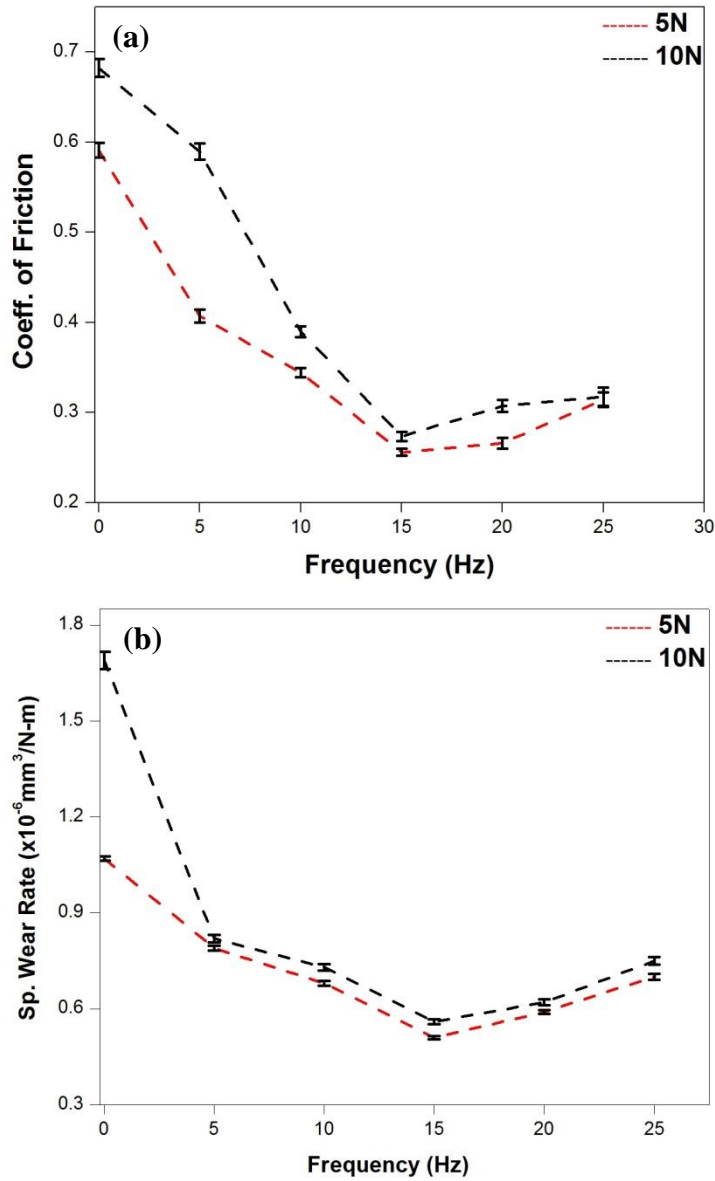 (a)
5N
10N
0.7
0.6
0.5
0.4
0.3
0.2
Coeff. of Friction
0 5 10 15 20 25 30
Frequency (Hz)
(b)
5N
10N
1.8
1.5
1.2
0.9
0.6
0.3
Sp. Wear Rate (x10⁻⁶mm³/N-m)
0 5 10 15 20 25
Frequency (Hz)